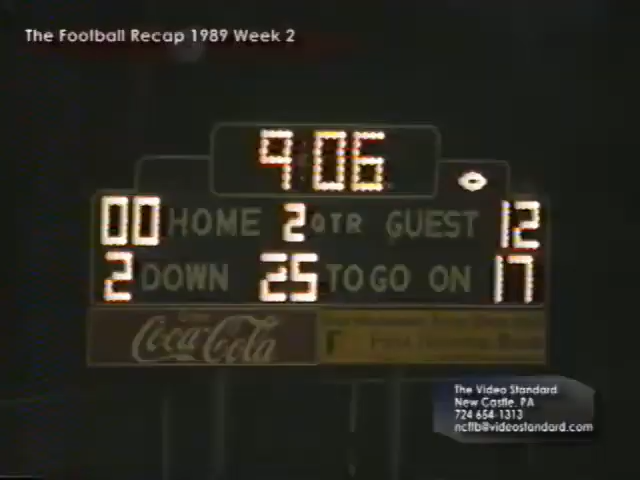 The Football Recap 1989 Week 2
9:06
00 HOME 2 QTR GUEST 12
2 DOWN 25 TO GO ON 17
Coca-Cola
The Video Standard
New Castle, PA
724 654-1313
ncflb@videostandard.com